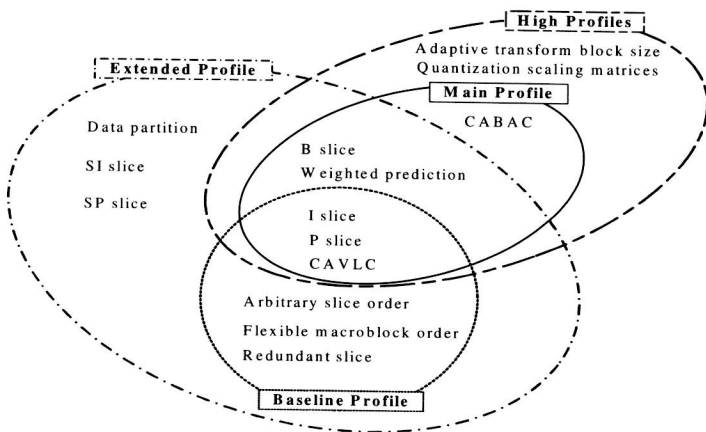 High Profiles
Adaptive transform block size
Quantization scaling matrices
Extended Profile
Main Profile
CABAC
Data partition
SI slice
SP slice
B slice
Weighted prediction
I slice
P slice
CAVLC
Arbitrary slice order
Flexible macroblock order
Redundant slice
Baseline Profile